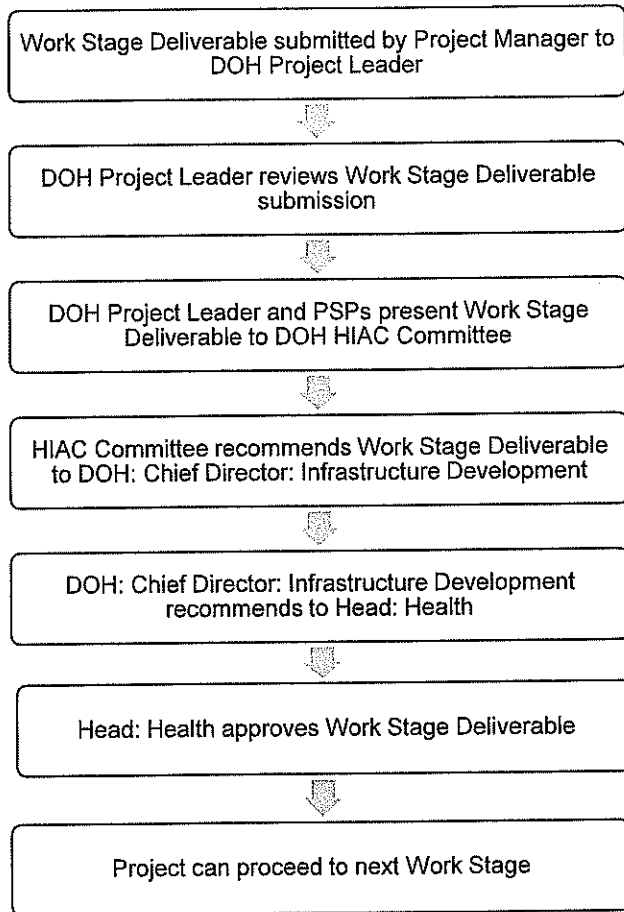 Work Stage Deliverable submitted by Project Manager to
DOH Project Leader
DOH Project Leader reviews Work Stage Deliverable
submission
DOH Project Leader and PSPs present Work Stage
Deliverable to DOH HIAC Committee
HIAC Committee recommends Work Stage Deliverable
to DOH: Chief Director: Infrastructure Development
DOH: Chief Director: Infrastructure Development
recommends to Head: Health
Head: Health approves Work Stage Deliverable
Project can proceed to next Work Stage